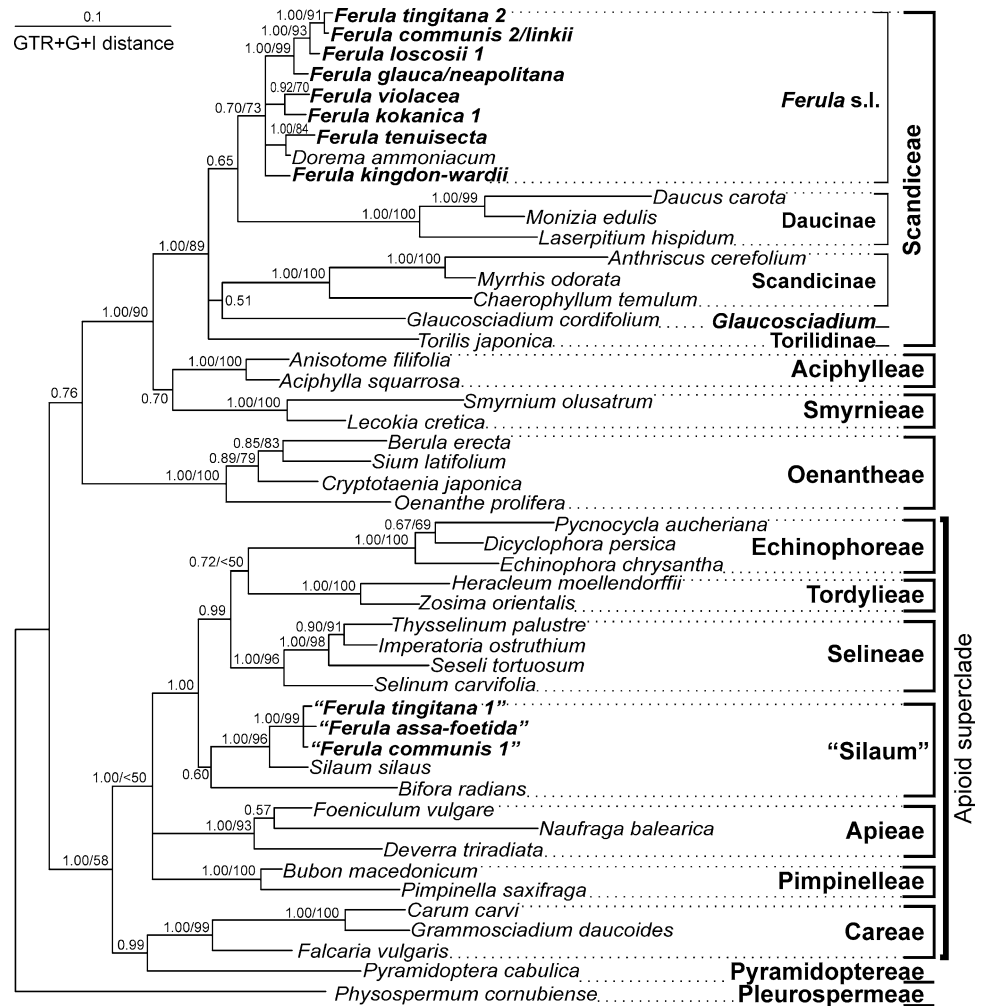 0.1
GTR+G+I distance
1.00/91
Ferula tingitana 2
1.00/93
Ferula communis 2/linkii
1.00/99
Ferula loscosii 1
Ferula glauca/neapolitana
0.92/70
Ferula violacea
Ferula s.l.
0.70/73
Ferula kokanica 1
1.00/84
Ferula tenuisecta
Dorema ammoniacum
0.65
Ferula kingdon-wardii
Scandiceae
1.00/99
Daucus carota
1.00/100
Monizia edulis
Daucinae
Laserpitium hispidum
1.00/89
1.00/100
Anthriscus cerefolium
1.00/100
Myrrhis odorata
Scandicinae
Chaerophyllum temulum
0.51
1.00/90
Glaucosciadium cordifolium
Glaucosciadium
Torilis japonica
Torilidinae
1.00/100
Anisotome filifolia
Aciphylleae
Aciphylla squarrosa
0.76
0.70
1.00/100
Smyrnium olusatrum
Smyrnieae
Lecokia cretica
0.85/83
Berula erecta
0.89/79
Sium latifolium
1.00/100
Cryptotaenia japonica
Oenantheae
Oenanthe prolifera
0.67/69
Pycnocycla aucheriana
1.00/100
Dicyclophora persica
Echinophoreae
0.72/<50
Echinophora chrysantha
1.00/100
Heracleum moellendorffii
Tordylieae
Zosima orientalis
0.99
0.90/91
Thysselinum palustre
1.00/98
Imperatoria ostruthium
1.00/96
Seseli tortuosum
Selineae
Selinum carvifolia
1.00
“Ferula tingitana 1”
1.00/99
“Ferula assa-foetida”
1.00/96
“Ferula communis 1”
“Silaum”
Silaum silaus
0.60
Bifora radians
Apioid superclade
1.00/<50
0.57
Foeniculum vulgare
1.00/93
Naufraga balearica
Apieae
Deverra triradiata
1.00/58
1.00/100
Bubon macedonicum
Pimpinelleae
Pimpinella saxifraga
1.00/100
Carum carvi
1.00/99
Grammosciadium daucoides
Careae
0.99
Falcaria vulgaris
Pyramidoptera cabulica
Pyramidoptereae
Physospermum cornubiense
Pleurospermeae